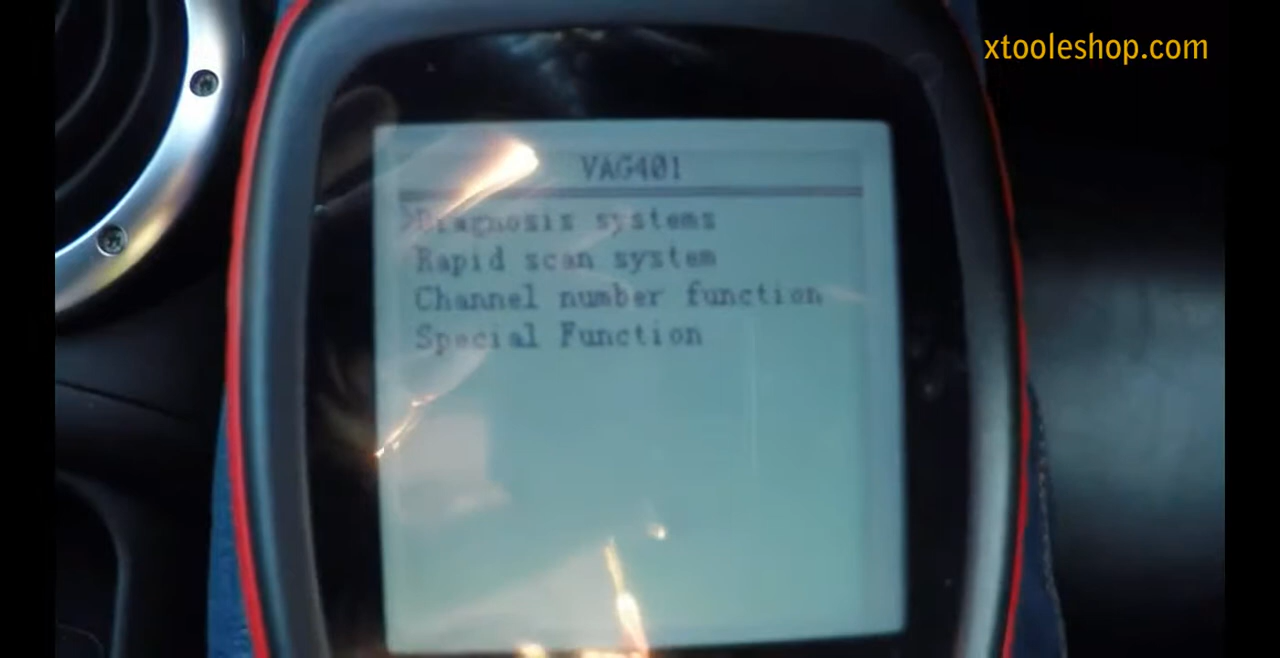 xtooleshop.com
VAG401
>Diagnosis systems
Rapid scan system
Channel number function
Special Function